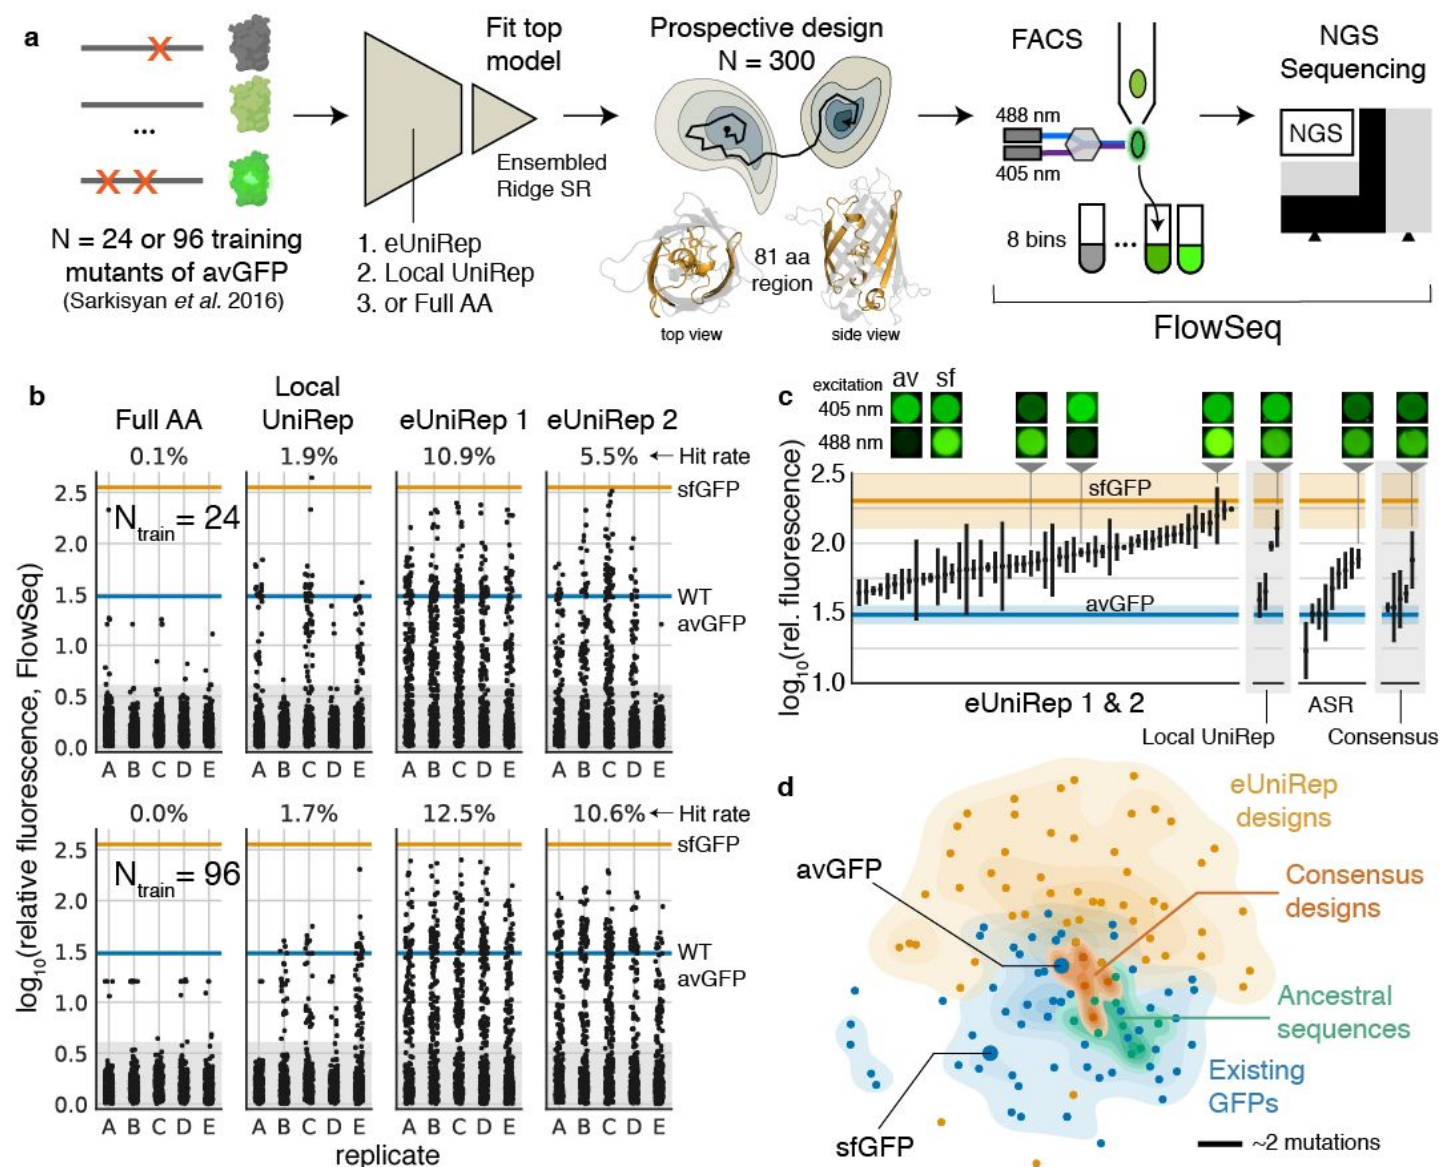 a
N = 24 or 96 training
mutants of avGFP
(Sarkisyan et al. 2016)
...
Fit top
model
Ensembled
Ridge SR
1. eUniRep
2. Local UniRep
3. or Full AA
Prospective design
N = 300
81 aa
region
top view
side view
FACS
488 nm
405 nm
8 bins
...
NGS
Sequencing
NGS
FlowSeq
b
Full AA
Local
UniRep
eUniRep 1
eUniRep 2
0.1%
1.9%
10.9%
5.5%
← Hit rate
sfGFP
WT
avGFP
Ntrain = 24
2.5
2.0
1.5
1.0
0.5
0.0
A B C D E
A B C D E
A B C D E
A B C D E
0.0%
1.7%
12.5%
10.6%
← Hit rate
sfGFP
WT
avGFP
Ntrain = 96
2.5
2.0
1.5
1.0
0.5
0.0
A B C D E
A B C D E
A B C D E
A B C D E
replicate
log10(relative fluorescence, FlowSeq)
c
av sf
excitation
405 nm
488 nm
log10(rel. fluorescence)
2.5
2.0
1.5
1.0
sfGFP
avGFP
eUniRep 1 & 2
Local UniRep
ASR
Consensus
d
eUniRep
designs
avGFP
Consensus
designs
Ancestral
sequences
Existing
GFPs
sfGFP
~2 mutations